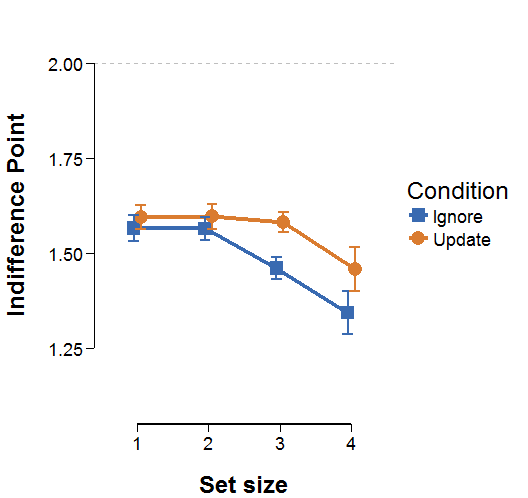 2.00
1.75
1.50
1.25
Indifference Point
1
2
3
4
Set size
Condition
Ignore
Update